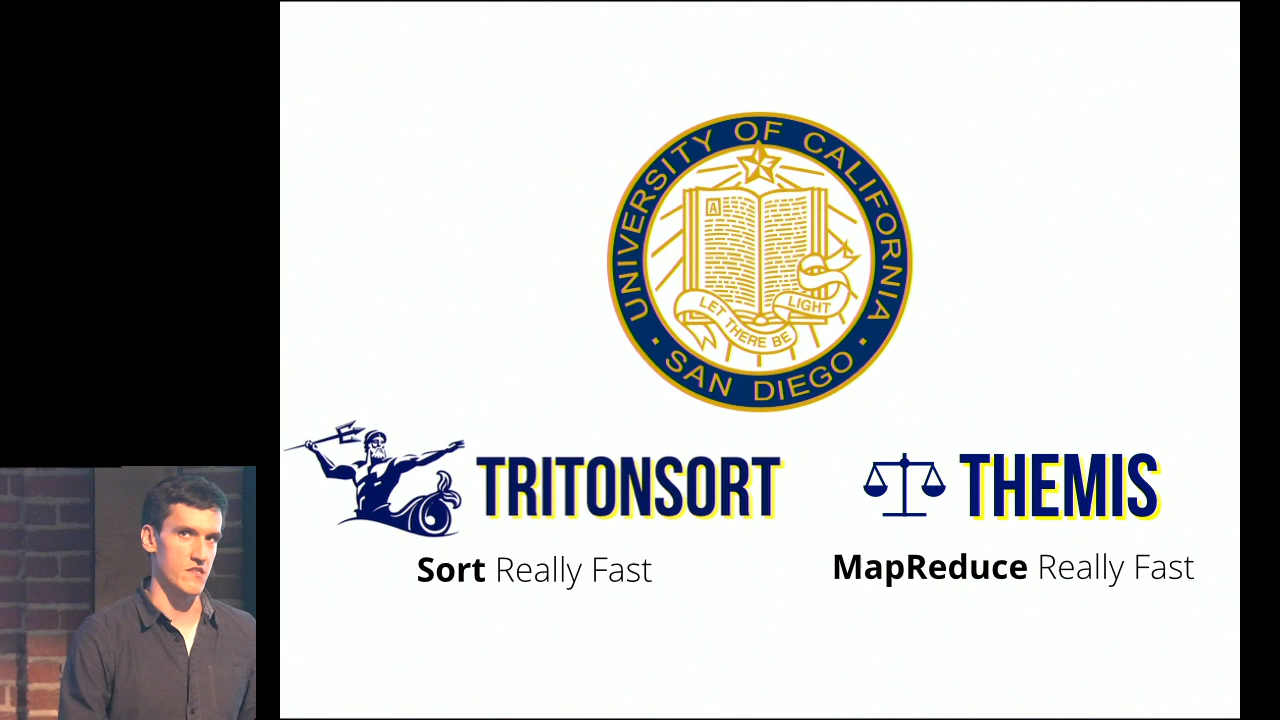 UNIVERSITY OF CALIFORNIA
SAN DIEGO
A
LET THERE BE LIGHT
TRITONSORT
THEMIS
Sort Really Fast
MapReduce Really Fast